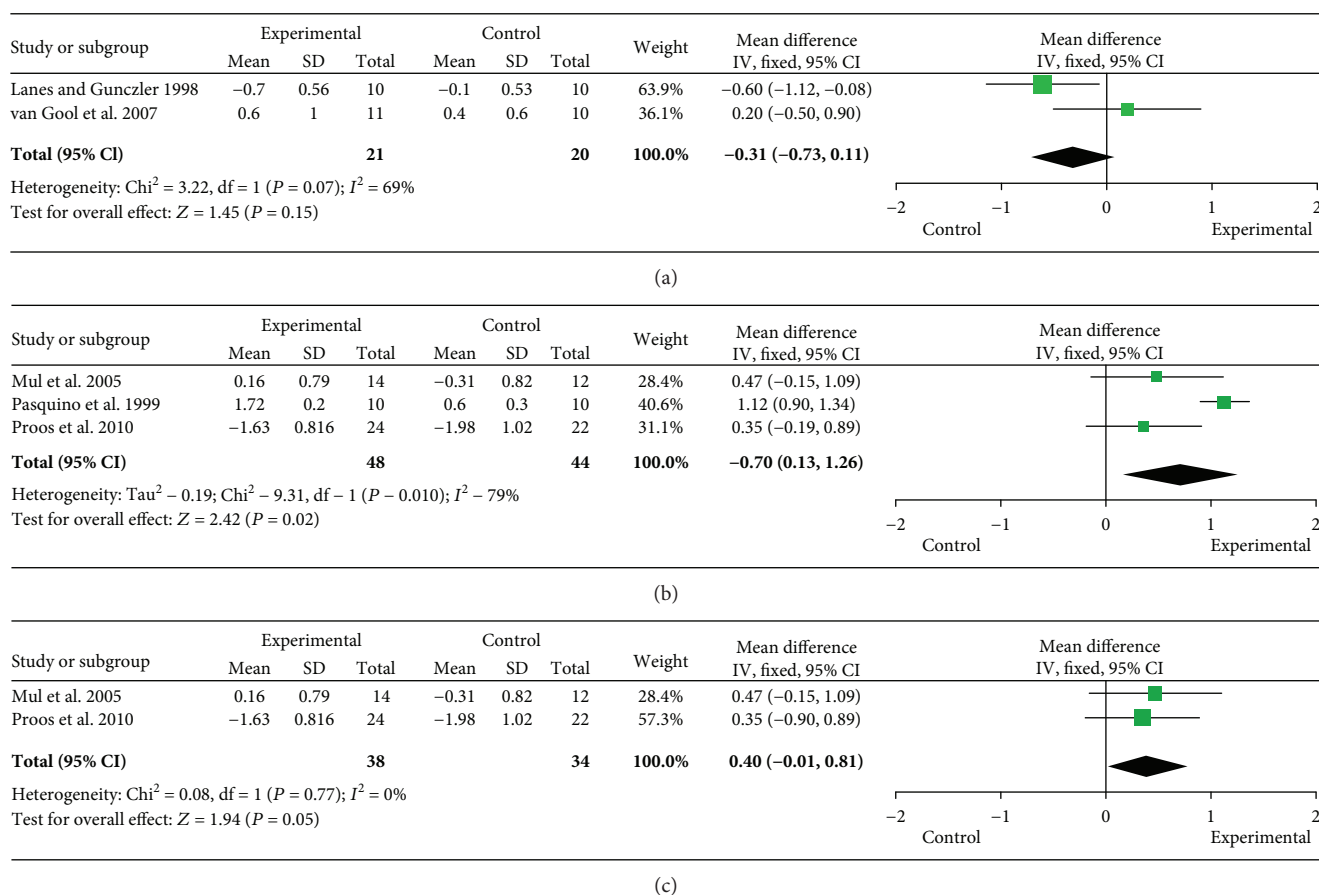 Study or subgroup Experimental Control Weight Mean difference Mean difference
Mean SD Total Mean SD Total IV, fixed, 95% CI IV, fixed, 95% CI
Lanes and Gunczler 1998 −0.7 0.56 10 −0.1 0.53 10 63.9% −0.60 (−1.12, −0.08)
van Gool et al. 2007 0.6 1 11 0.4 0.6 10 36.1% 0.20 (−0.50, 0.90)
Total (95% CI) 21 20 100.0% −0.31 (−0.73, 0.11)
Heterogeneity: Chi² = 3.22, df = 1 (P = 0.07); I² = 69%
Test for overall effect: Z = 1.45 (P = 0.15)
−2 −1 0 1 2
Control Experimental
(a)
Study or subgroup Experimental Control Weight Mean difference Mean difference
Mean SD Total Mean SD Total IV, fixed, 95% CI IV, fixed, 95% CI
Mul et al. 2005 0.16 0.79 14 −0.31 0.82 12 28.4% 0.47 (−0.15, 1.09)
Pasquino et al. 1999 1.72 0.2 10 0.6 0.3 10 40.6% 1.12 (0.90, 1.34)
Proos et al. 2010 −1.63 0.816 24 −1.98 1.02 22 31.1% 0.35 (−0.19, 0.89)
Total (95% CI) 48 44 100.0% −0.70 (0.13, 1.26)
Heterogeneity: Tau² − 0.19; Chi² − 9.31, df − 1 (P − 0.010); I² − 79%
Test for overall effect: Z = 2.42 (P = 0.02)
−2 −1 0 1 2
Control Experimental
(b)
Study or subgroup Experimental Control Weight Mean difference Mean difference
Mean SD Total Mean SD Total IV, fixed, 95% CI IV, fixed, 95% CI
Mul et al. 2005 0.16 0.79 14 −0.31 0.82 12 28.4% 0.47 (−0.15, 1.09)
Proos et al. 2010 −1.63 0.816 24 −1.98 1.02 22 57.3% 0.35 (−0.90, 0.89)
Total (95% CI) 38 34 100.0% 0.40 (−0.01, 0.81)
Heterogeneity: Chi² = 0.08, df = 1 (P = 0.77); I² = 0%
Test for overall effect: Z = 1.94 (P = 0.05)
−2 −1 0 1 2
Control Experimental
(c)